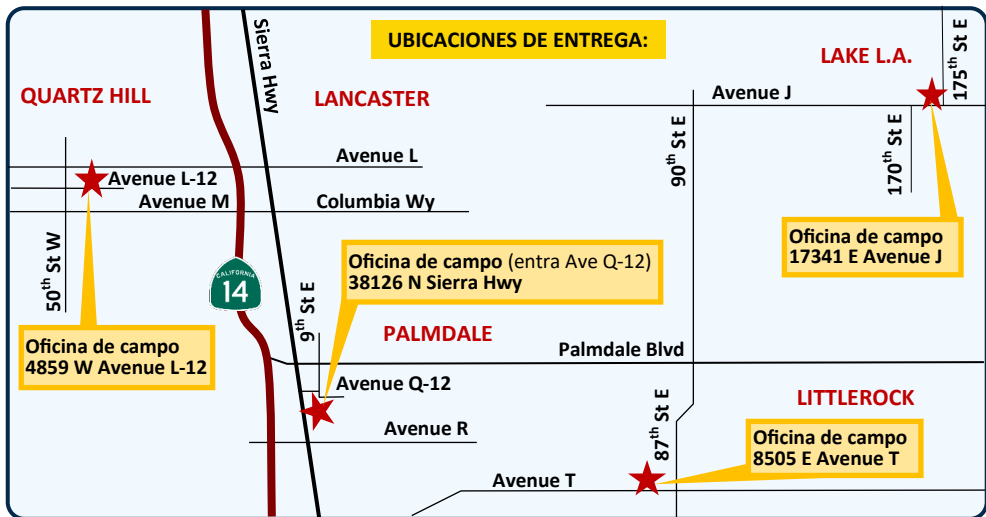 UBICACIONES DE ENTREGA:
Sierra Hwy
LAKE L.A.
175th St E
QUARTZ HILL
LANCASTER
Avenue J
90th St E
170th St E
Avenue L
Avenue L-12
Avenue M
Columbia Wy
50th St W
Oficina de campo
17341 E Avenue J
Oficina de campo (entra Ave Q-12)
38126 N Sierra Hwy
CALIFORNIA
14
9th St E
Oficina de campo
4859 W Avenue L-12
PALMDALE
Palmdale Blvd
Avenue Q-12
LITTLEROCK
87th St E
Avenue R
Oficina de campo
8505 E Avenue T
Avenue T